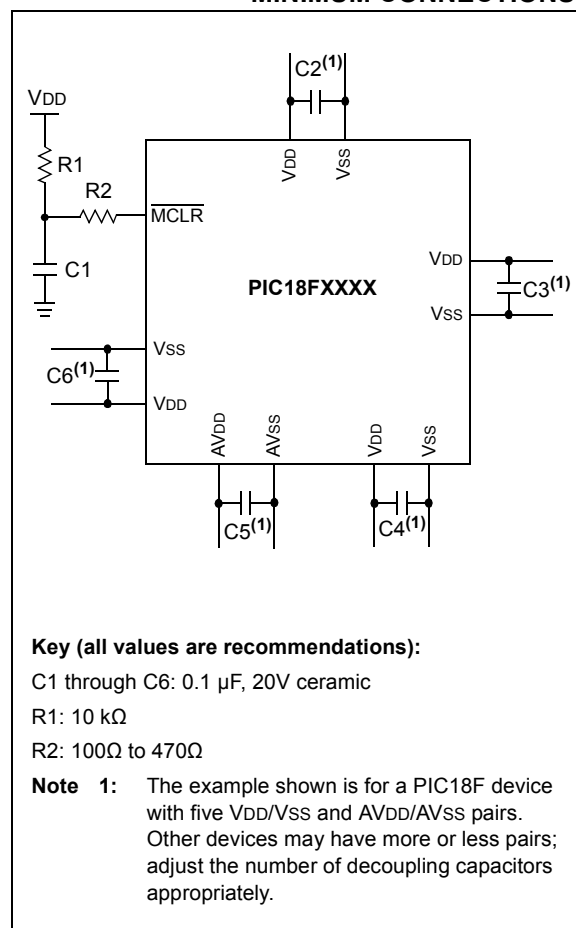 C2(1)
VDD
R1
R2
VDD
VSS
MCLR
C1
PIC18FXXXX
VDD
C3(1)
VSS
VSS
C6(1)
VDD
AVDD
AVSS
VDD
VSS
C5(1)
C4(1)
Key (all values are recommendations):
C1 through C6: 0.1 µF, 20V ceramic
R1: 10 kΩ
R2: 100Ω to 470Ω
Note 1: The example shown is for a PIC18F device
with five VDD/VSS and AVDD/AVSS pairs.
Other devices may have more or less pairs;
adjust the number of decoupling capacitors
appropriately.